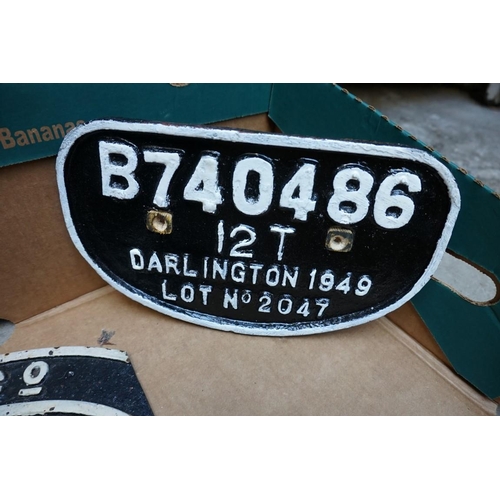 Bananas
B740486
12T
DARLINGTON 1949
LOT Nº 2047